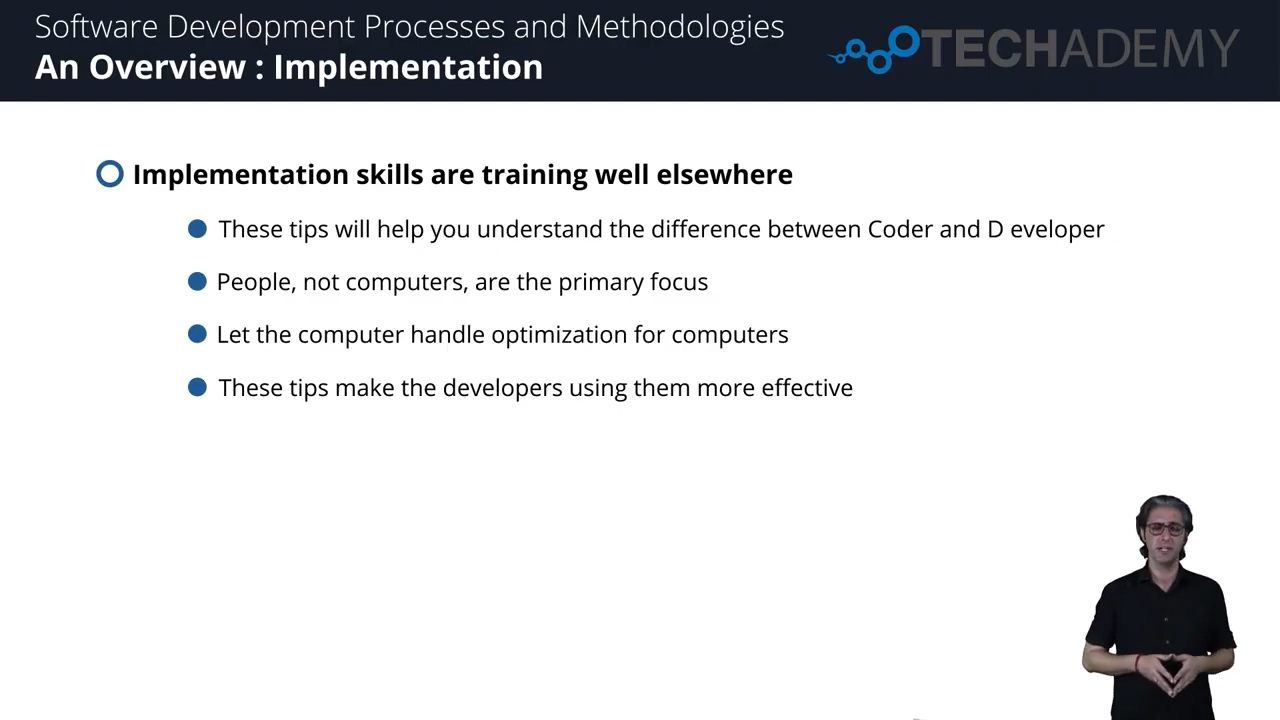 Software Development Processes and Methodologies
An Overview : Implementation
TECHADEMY
Implementation skills are training well elsewhere
These tips will help you understand the difference between Coder and D eveloper
People, not computers, are the primary focus
Let the computer handle optimization for computers
These tips make the developers using them more effective